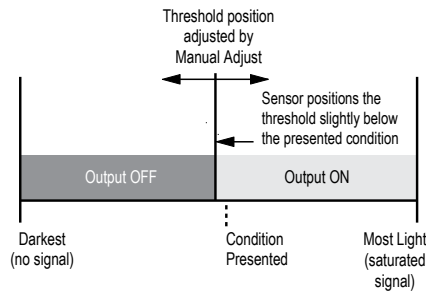 Threshold position
adjusted by
Manual Adjust
Sensor positions the
threshold slightly below
the presented condition
Output OFF
Output ON
Darkest
(no signal)
Condition
Presented
Most Light
(saturated
signal)